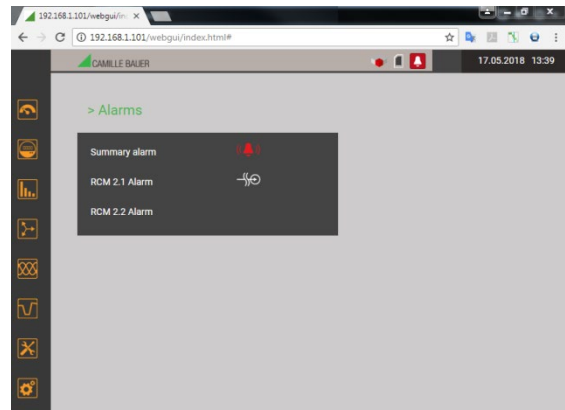 192.168.1.101/webgui/in
192.168.1.101/webgui/index.html#
CAMILLE BAUER
17.05.2018 13:39
> Alarms
Summary alarm
RCM 2.1 Alarm
RCM 2.2 Alarm